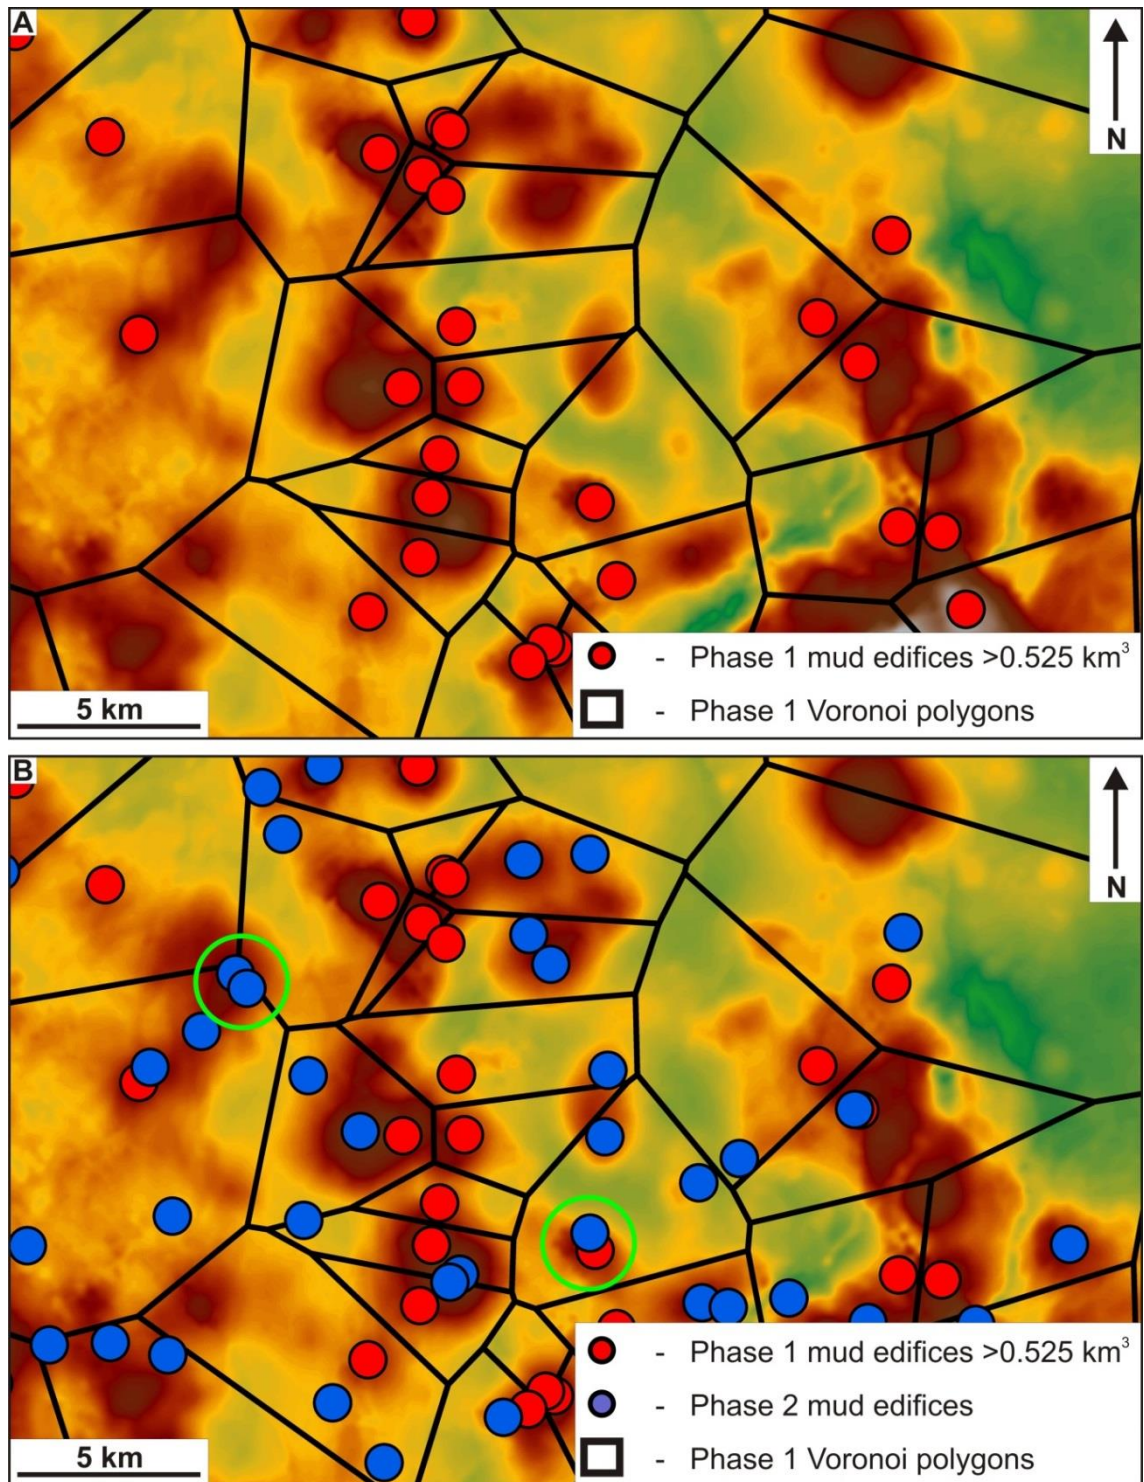 A
N
- Phase 1 mud edifices >0.525 km³
- Phase 1 Voronoi polygons
5 km
B
N
- Phase 1 mud edifices >0.525 km³
- Phase 2 mud edifices
- Phase 1 Voronoi polygons
5 km